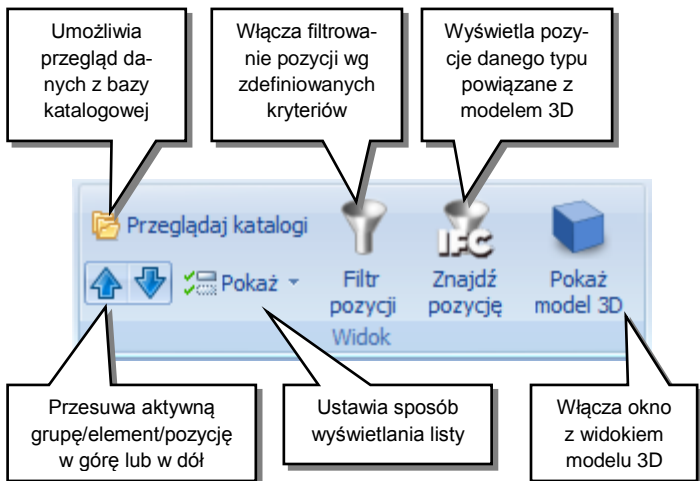 Umożliwia
przegląd da-
nych z bazy
katalogowej
Włącza filtrowa-
nie pozycji wg
zdefiniowanych
kryteriów
Wyświetla pozy-
cje danego typu
powiązane z
modelem 3D
Przeglądaj katalogi
IFC
Pokaż
Filtr
pozycji
Znajdź
pozycję
Pokaż
model 3D
Widok
Przesuwa aktywną
grupę/element/pozycję
w górę lub w dół
Ustawia sposób
wyświetlania listy
Włącza okno
z widokiem
modelu 3D